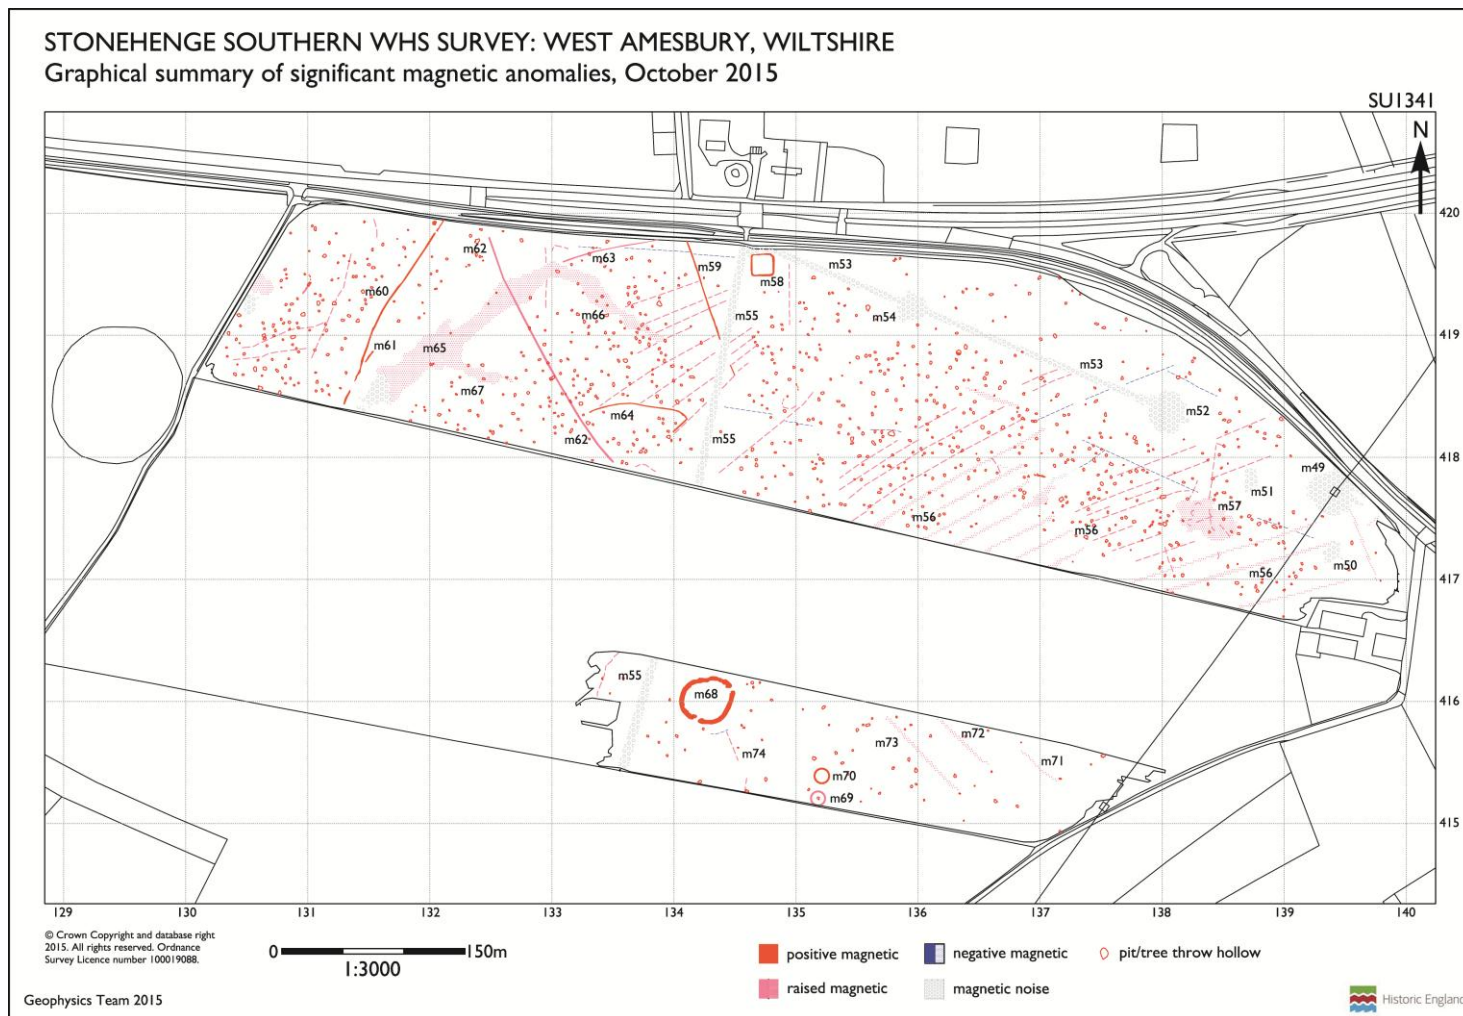 STONEHENGE SOUTHERN WHS SURVEY: WEST AMESBURY, WILTSHIRE
Graphical summary of significant magnetic anomalies, October 2015
SU1341
N
420
m62
m63
m59
m53
m58
m60
m66
m55
m54
419
m61
m65
m53
m67
m64
m52
m62
m55
418
m49
m51
m57
m56
m56
m56
m50
417
m55
m68
416
m74
m73
m72
m71
m70
m69
415
129 130 131 132 133 134 135 136 137 138 139 140
© Crown Copyright and database right
2015. All rights reserved. Ordnance
Survey Licence number 100019088.
0 150m
1:3000
positive magnetic negative magnetic pit/tree throw hollow
raised magnetic magnetic noise
Geophysics Team 2015
Historic England